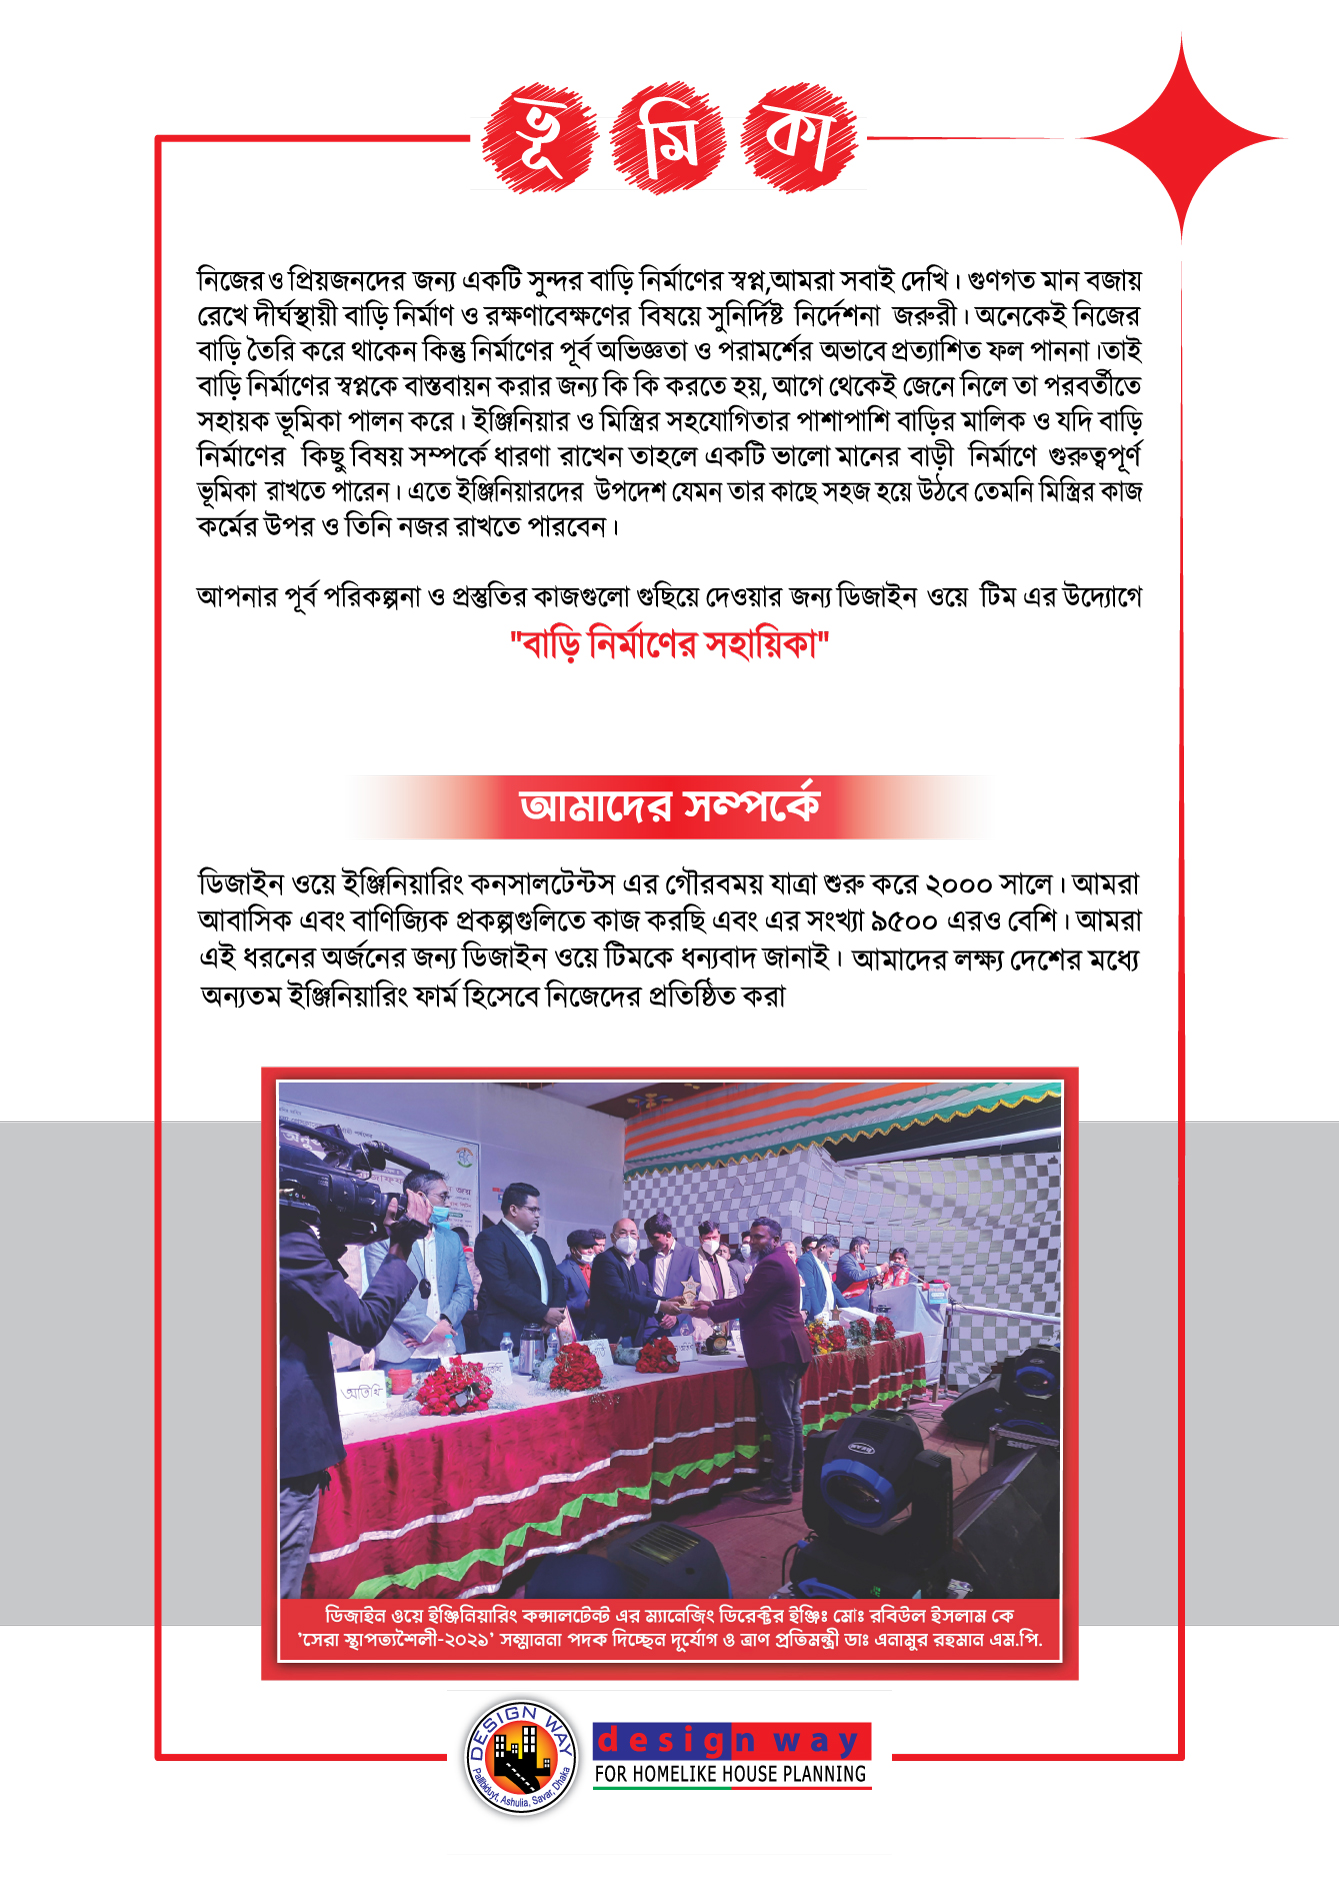 ভূমিকা
নিজের ও প্রিয়জনদের জন্য একটি সুন্দর বাড়ি নির্মাণের স্বপ্ন,আমরা সবাই দেখি। গুণগত মান বজায়
রেখে দীর্ঘস্থায়ী বাড়ি নির্মাণ ও রক্ষণাবেক্ষণের বিষয়ে সুনির্দিষ্ট নির্দেশনা জরুরী। অনেকেই নিজের
বাড়ি তৈরি করে থাকেন কিন্তু নির্মাণের পূর্ব অভিজ্ঞতা ও পরামর্শের অভাবে প্রত্যাশিত ফল পাননা।তাই
বাড়ি নির্মাণের স্বপ্নকে বাস্তবায়ন করার জন্য কি কি করতে হয়, আগে থেকেই জেনে নিলে তা পরবর্তীতে
সহায়ক ভূমিকা পালন করে। ইঞ্জিনিয়ার ও মিস্ত্রির সহযোগিতার পাশাপাশি বাড়ির মালিক ও যদি বাড়ি
নির্মাণের কিছু বিষয় সম্পর্কে ধারণা রাখেন তাহলে একটি ভালো মানের বাড়ী নির্মাণে গুরুত্বপূর্ণ
ভূমিকা রাখতে পারেন। এতে ইঞ্জিনিয়ারদের উপদেশ যেমন তার কাছে সহজ হয়ে উঠবে তেমনি মিস্ত্রির কাজ
কর্মের উপর ও তিনি নজর রাখতে পারবেন।
আপনার পূর্ব পরিকল্পনা ও প্রস্তুতির কাজগুলো গুছিয়ে দেওয়ার জন্য ডিজাইন ওয়ে টিম এর উদ্যোগে
"বাড়ি নির্মাণের সহায়িকা"
আমাদের সম্পর্কে
ডিজাইন ওয়ে ইঞ্জিনিয়ারিং কনসালটেন্টস এর গৌরবময় যাত্রা শুরু করে ২০০০ সালে। আমরা
আবাসিক এবং বাণিজ্যিক প্রকল্পগুলিতে কাজ করছি এবং এর সংখ্যা ৯৫০০ এরও বেশি। আমরা
এই ধরনের অর্জনের জন্য ডিজাইন ওয়ে টিমকে ধন্যবাদ জানাই। আমাদের লক্ষ্য দেশের মধ্যে
অন্যতম ইঞ্জিনিয়ারিং ফার্ম হিসেবে নিজেদের প্রতিষ্ঠিত করা
অতিথি
ডিজাইন ওয়ে ইঞ্জিনিয়ারিং কন্সালটেন্ট এর ম্যানেজিং ডিরেক্টর ইঞ্জিঃ মোঃ রবিউল ইসলাম কে
'সেরা স্থাপত্যশৈলী-২০২১' সম্মাননা পদক দিচ্ছেন দূর্যোগ ও ত্রাণ প্রতিমন্ত্রী ডাঃ এনামুর রহমান এম.পি.
DESIGN WAY
Pallibiduyt, Ashulia, Savar, Dhaka
design way
FOR HOMELIKE HOUSE PLANNING